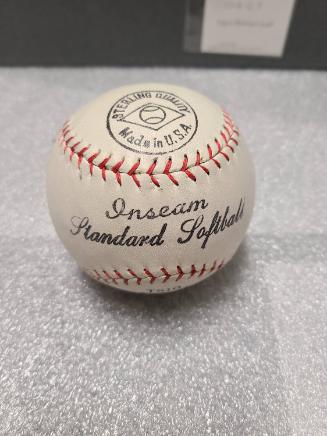 STERLING QUALITY
Made in U.S.A.
Inseam
Standard Softball